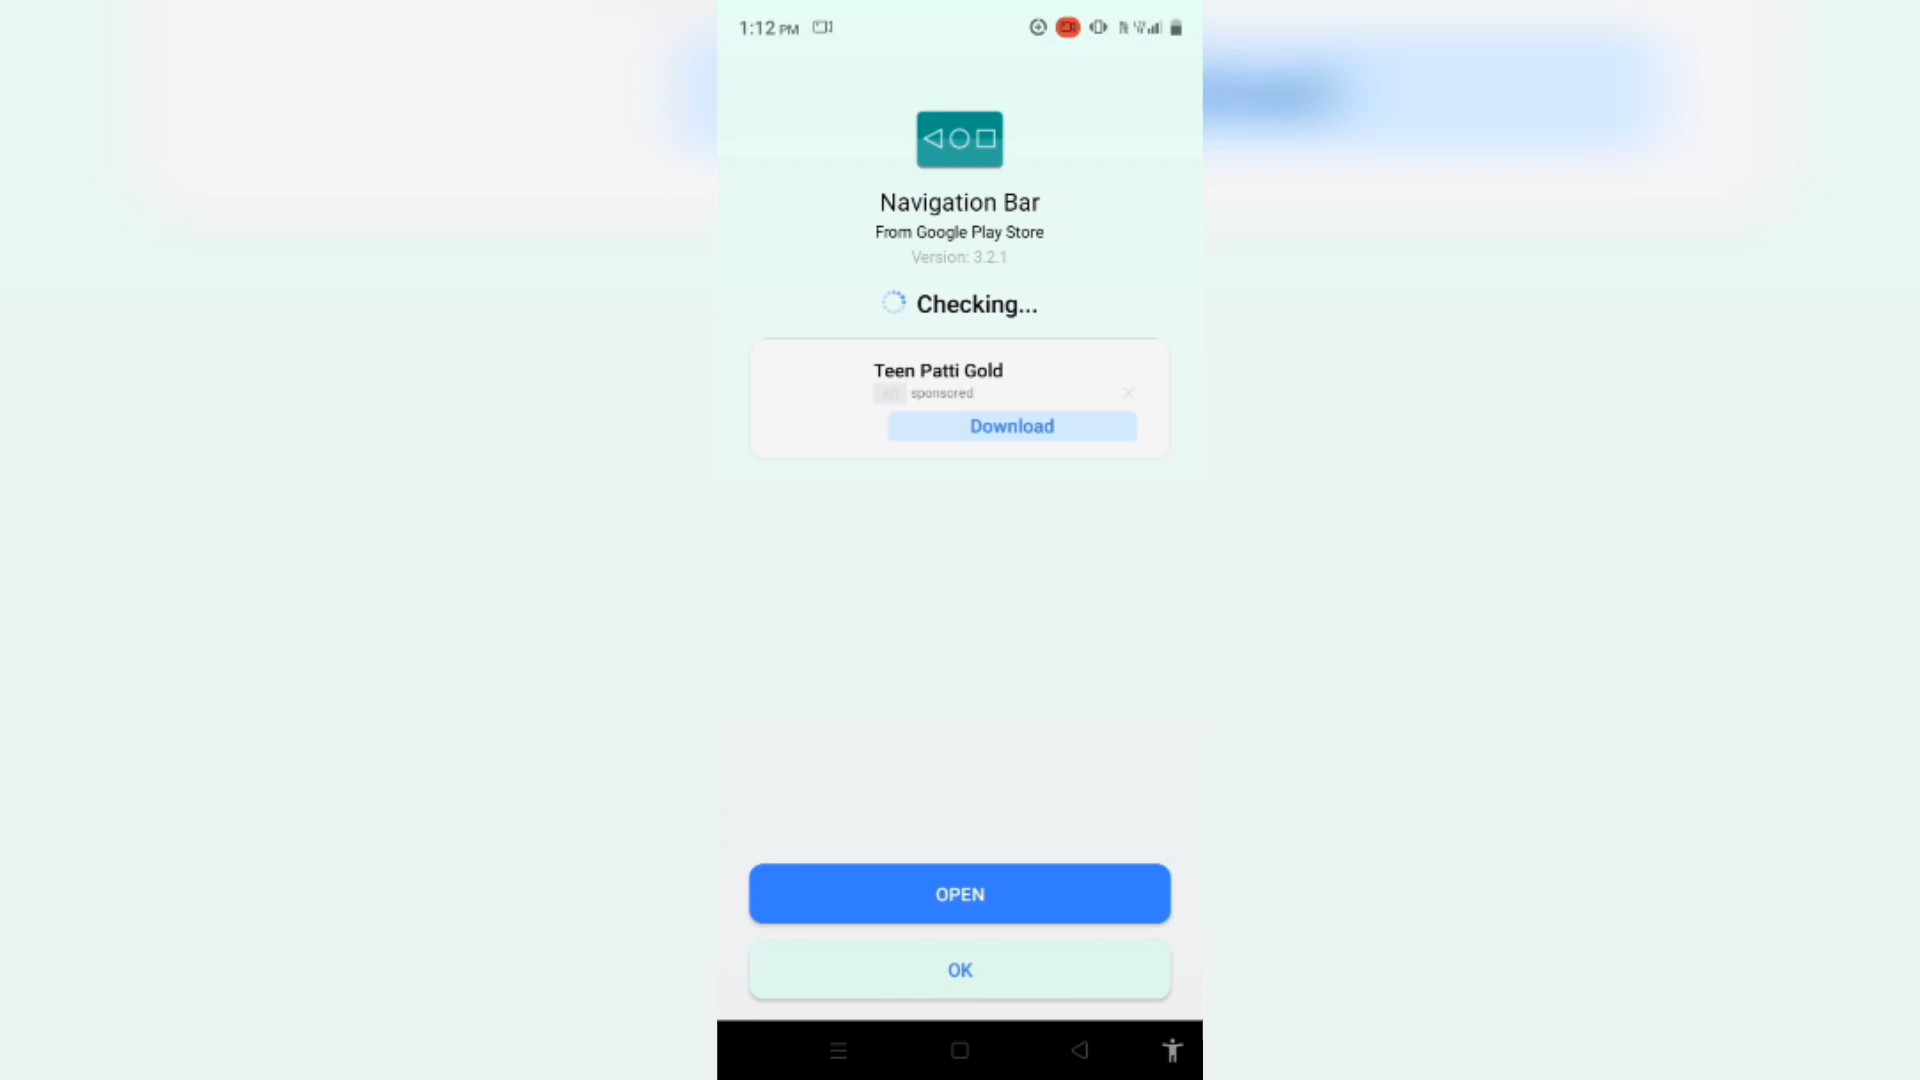 1:12 PM
Navigation Bar
From Google Play Store
Version: 3.2.1
Checking...
Teen Patti Gold
AD sponsored
Download
OPEN
OK